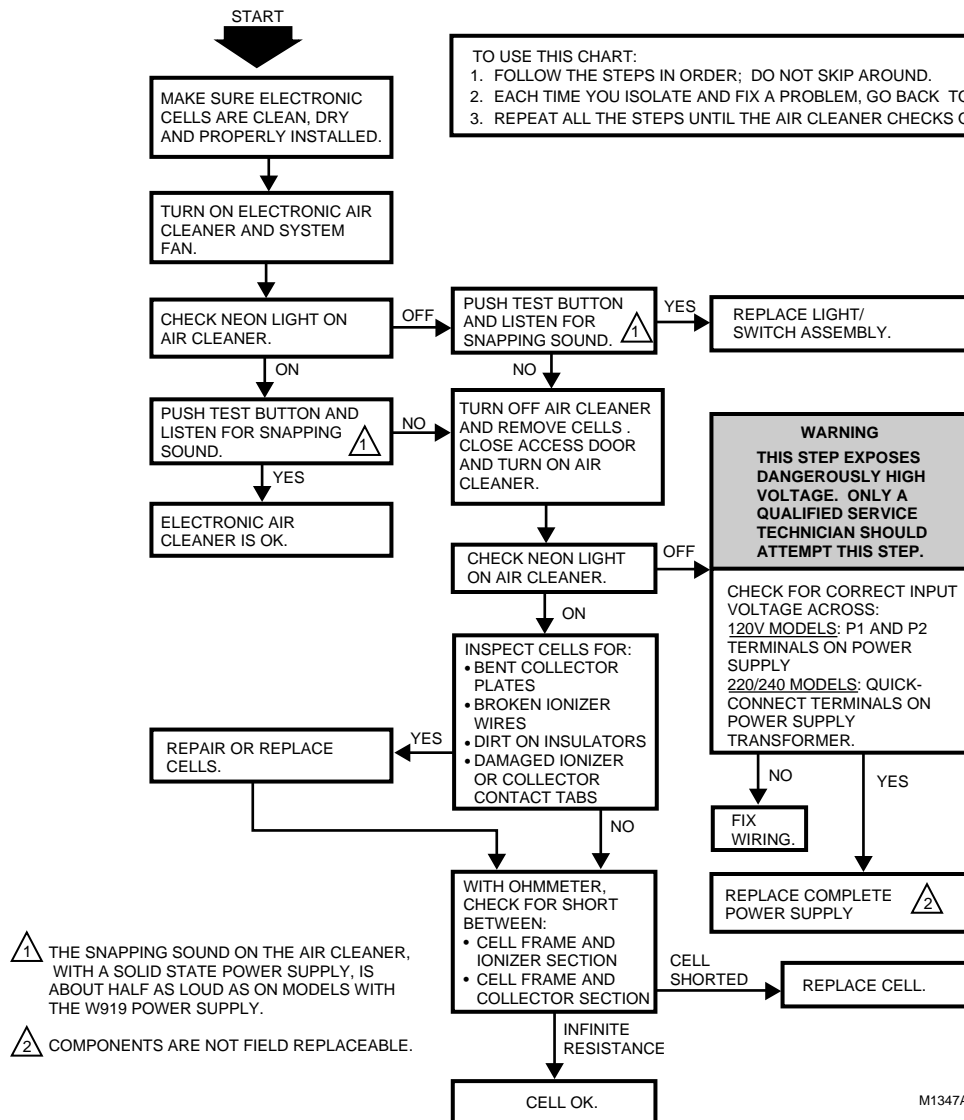 START
TO USE THIS CHART:
1. FOLLOW THE STEPS IN ORDER; DO NOT SKIP AROUND.
2. EACH TIME YOU ISOLATE AND FIX A PROBLEM, GO BACK TO
3. REPEAT ALL THE STEPS UNTIL THE AIR CLEANER CHECKS
MAKE SURE ELECTRONIC
CELLS ARE CLEAN, DRY
AND PROPERLY INSTALLED.
TURN ON ELECTRONIC AIR
CLEANER AND SYSTEM
FAN.
CHECK NEON LIGHT ON
AIR CLEANER.
OFF
PUSH TEST BUTTON
AND LISTEN FOR
SNAPPING SOUND. 1
YES
REPLACE LIGHT/
SWITCH ASSEMBLY.
ON
NO
PUSH TEST BUTTON AND
LISTEN FOR SNAPPING
SOUND. 1
NO
TURN OFF AIR CLEANER
AND REMOVE CELLS .
CLOSE ACCESS DOOR
AND TURN ON AIR
CLEANER.
YES
ELECTRONIC AIR
CLEANER IS OK.
CHECK NEON LIGHT
ON AIR CLEANER.
OFF
WARNING
THIS STEP EXPOSES
DANGEROUSLY HIGH
VOLTAGE. ONLY A
QUALIFIED SERVICE
TECHNICIAN SHOULD
ATTEMPT THIS STEP.
CHECK FOR CORRECT INPUT
VOLTAGE ACROSS:
120V MODELS: P1 AND P2
TERMINALS ON POWER
SUPPLY
220/240 MODELS: QUICK-
CONNECT TERMINALS ON
POWER SUPPLY
TRANSFORMER.
ON
INSPECT CELLS FOR:
• BENT COLLECTOR
PLATES
• BROKEN IONIZER
WIRES
• DIRT ON INSULATORS
• DAMAGED IONIZER
OR COLLECTOR
CONTACT TABS
YES
REPAIR OR REPLACE
CELLS.
NO
NO
YES
FIX
WIRING.
REPLACE COMPLETE
POWER SUPPLY 2
WITH OHMMETER,
CHECK FOR SHORT
BETWEEN:
• CELL FRAME AND
IONIZER SECTION
• CELL FRAME AND
COLLECTOR SECTION
CELL
SHORTED
REPLACE CELL.
INFINITE
RESISTANCE
CELL OK.
1 THE SNAPPING SOUND ON THE AIR CLEANER,
WITH A SOLID STATE POWER SUPPLY, IS
ABOUT HALF AS LOUD AS ON MODELS WITH
THE W919 POWER SUPPLY.
2 COMPONENTS ARE NOT FIELD REPLACEABLE.
M1347A